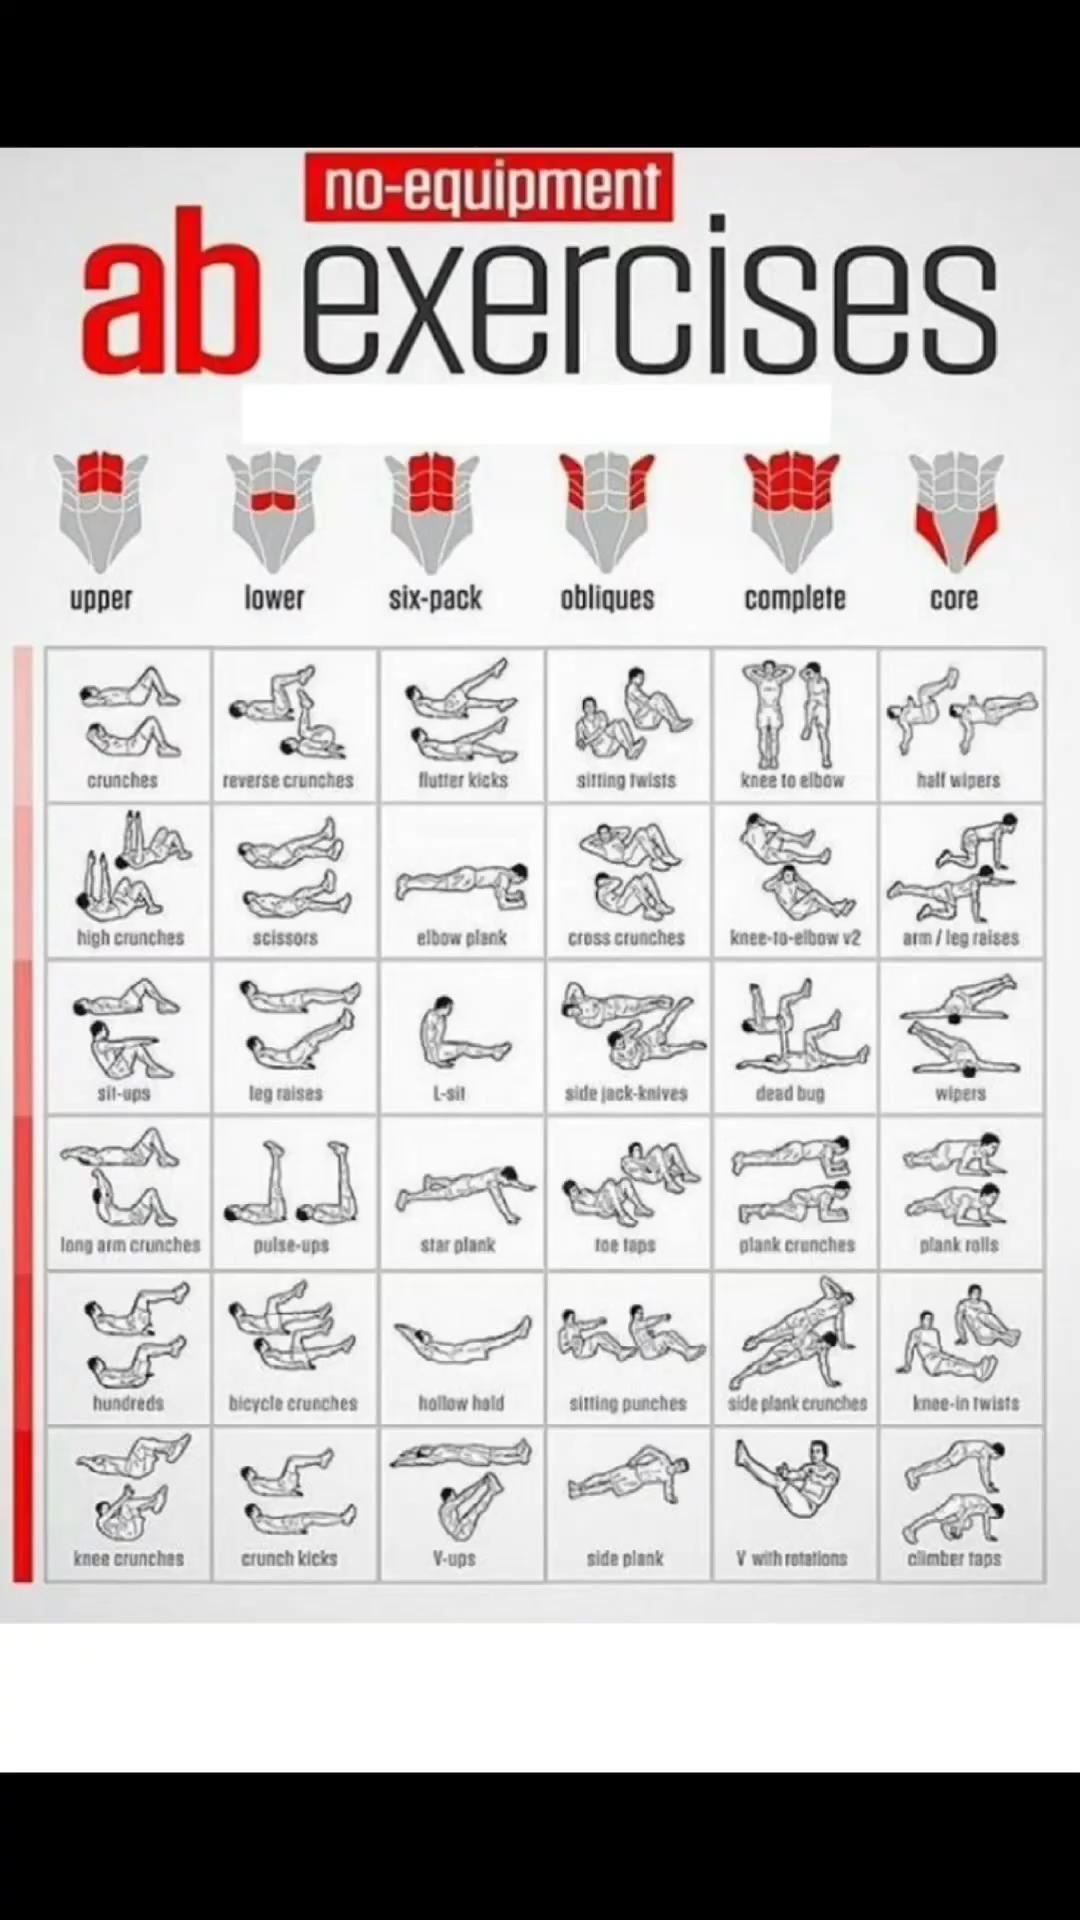 no-equipment
ab exercises
upper lower six-pack obliques complete core
crunches reverse crunches flutter kicks sitting twists knee to elbow half wipers
high crunches scissors elbow plank cross crunches knee-to-elbow v2 arm / leg raises
sit-ups leg raises L-sit side jack-knives dead bug wipers
long arm crunches pulse-ups star plank toe taps plank crunches plank rolls
hundreds bicycle crunches hollow hold sitting punches side plank crunches knee-in twists
knee crunches crunch kicks V-ups side plank V with rotations climber taps